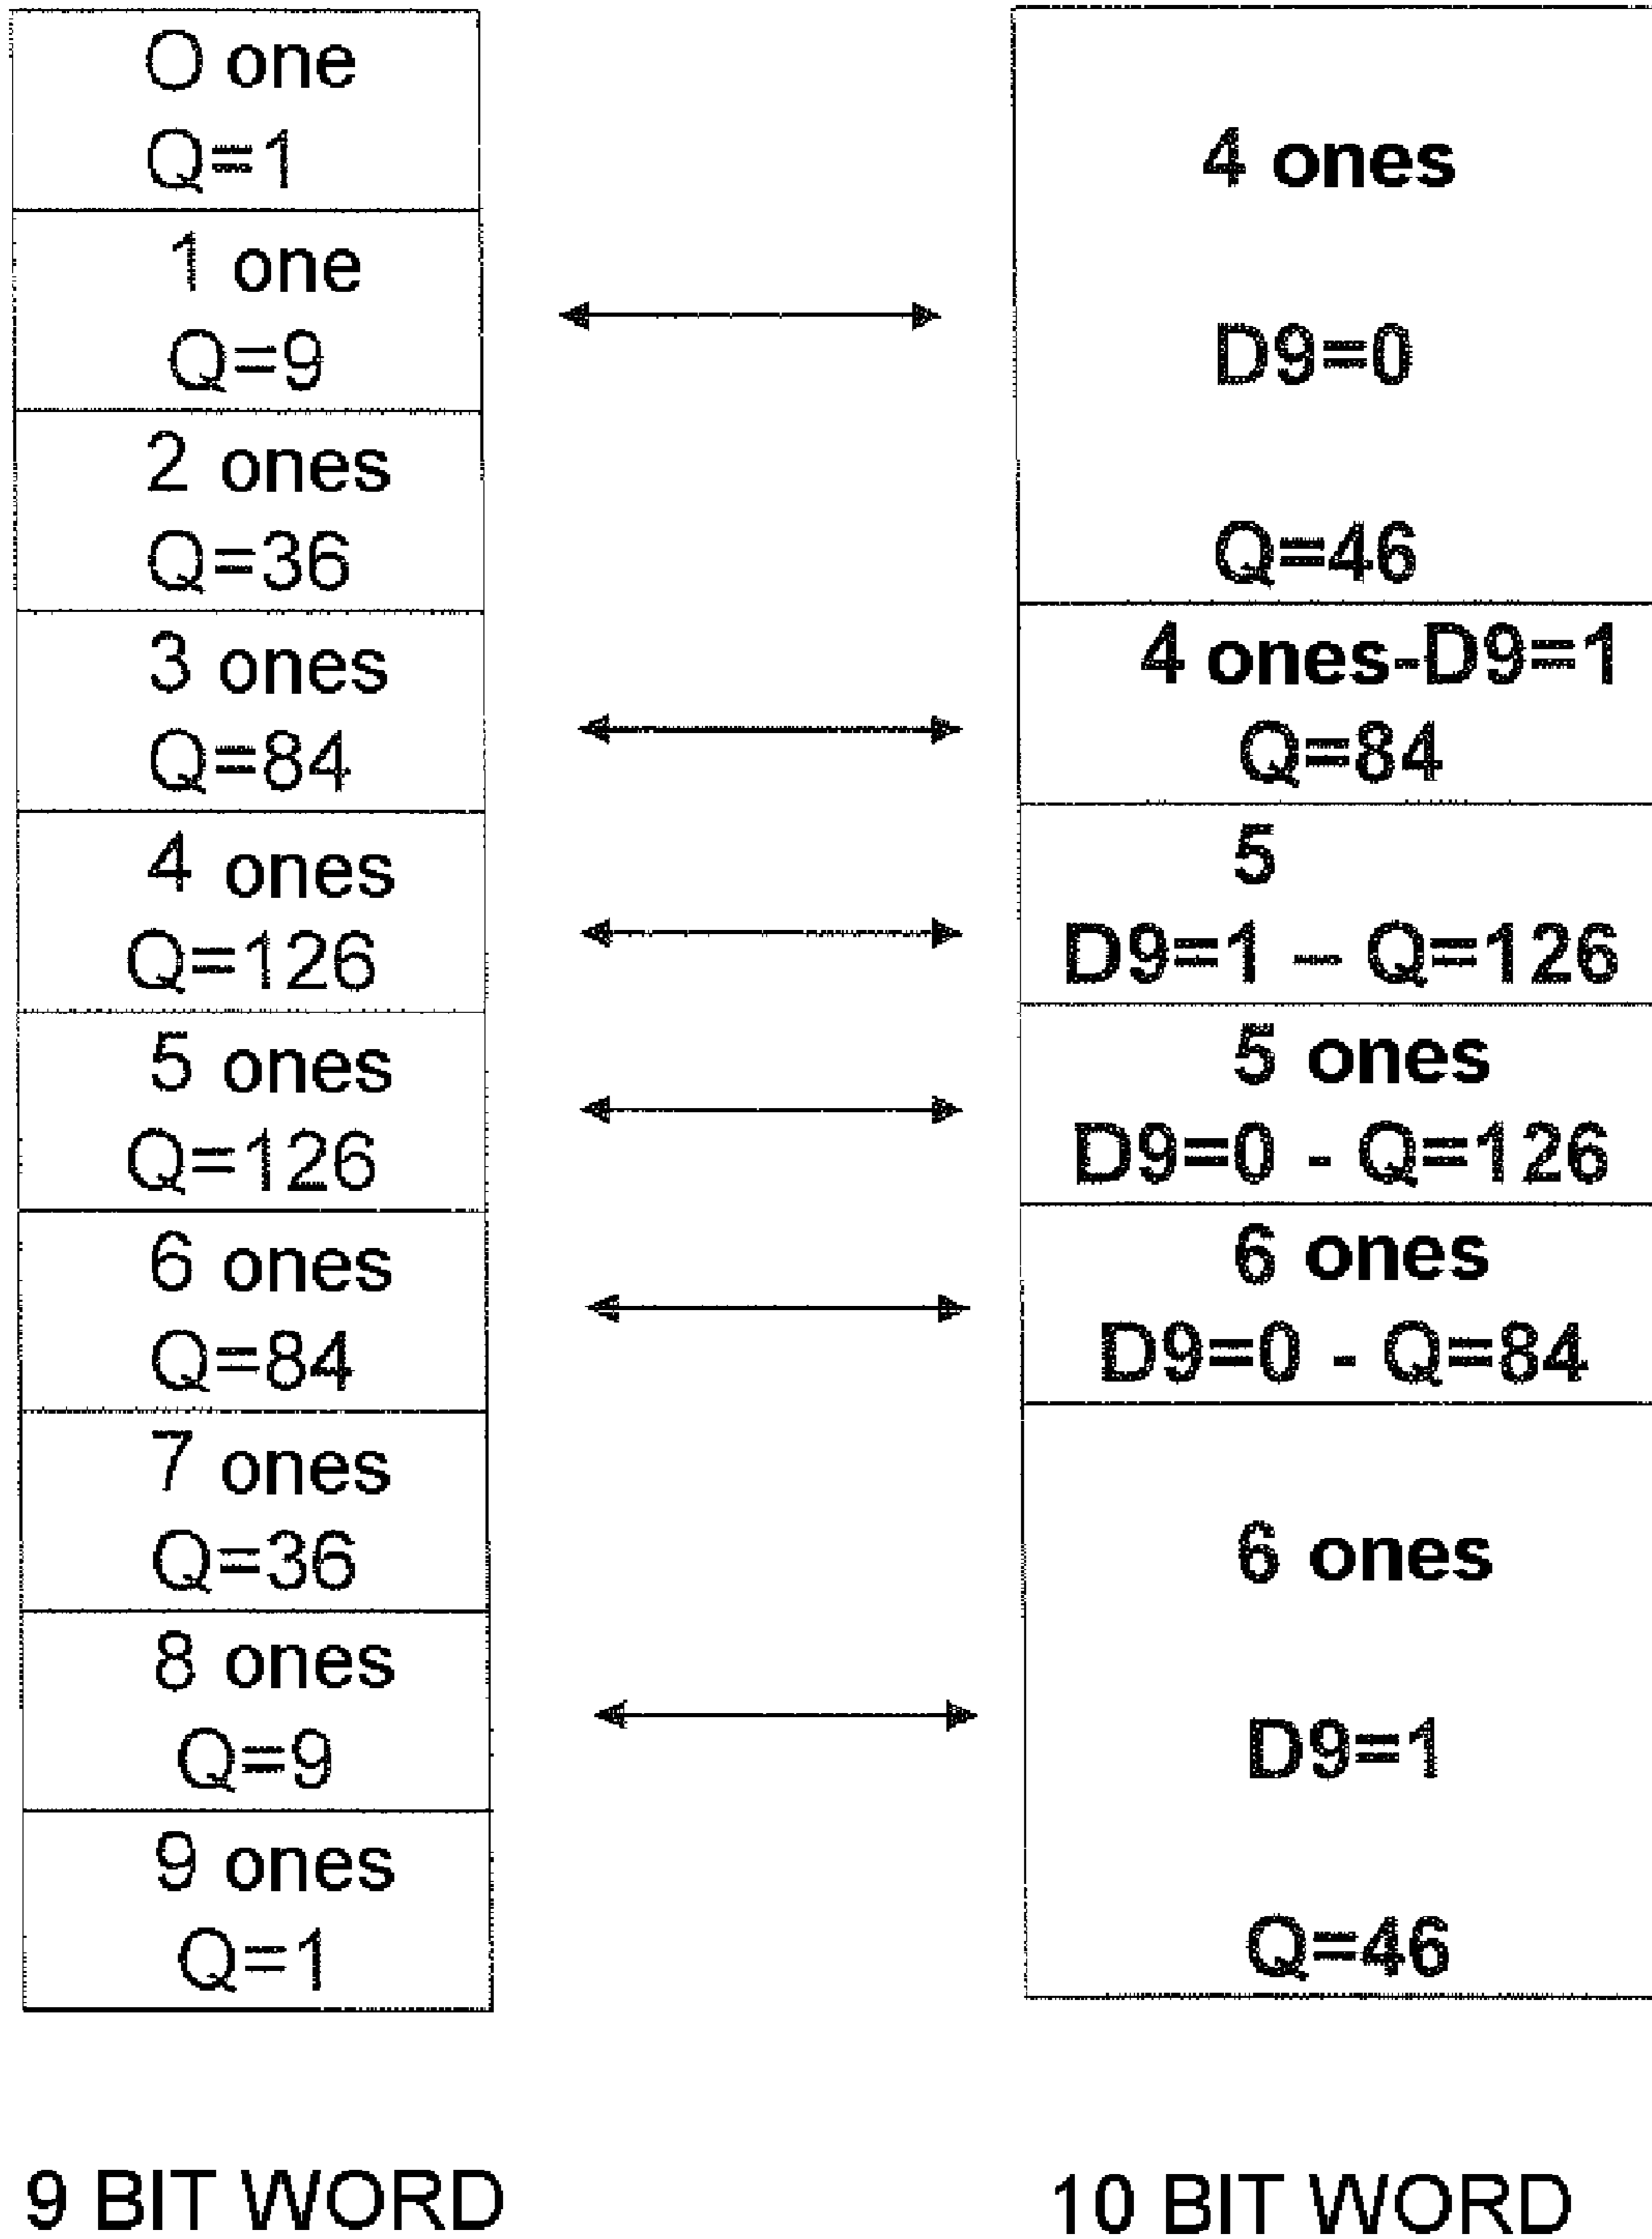 O one
Q=1
1 one
Q=9
2 ones
Q=36
3 ones
Q=84
4 ones
Q=126
5 ones
Q=126
6 ones
Q=84
7 ones
Q=36
8 ones
Q=9
9 ones
Q=1
9 BIT WORD
4 ones
D9=0
Q=46
4 ones-D9=1
Q=84
5
D9=1 - Q=126
5 ones
D9=0 - Q=126
6 ones
D9=0 - Q=84
6 ones
D9=1
Q=46
10 BIT WORD